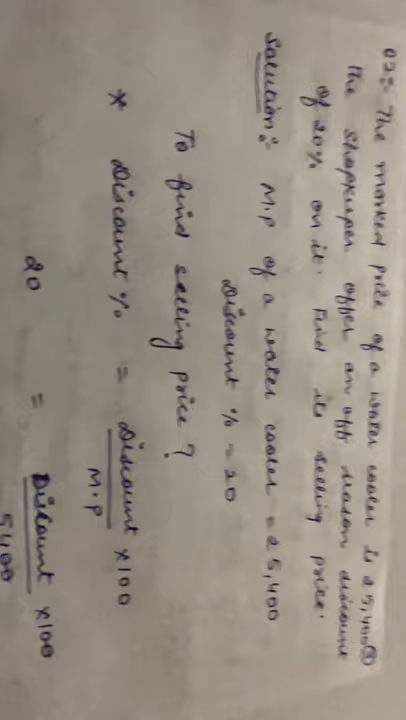 Q2:- The marked price of a water cooler is ₹5,400
The shopkeeper offer an off season discount
of 20% on it. Find its selling price.
Solution:- M.P of a water cooler = ₹5,400
Discount % = 20
To find selling price?
* Discount % = Discount/M.P × 100
20 = Discount/5400 × 100